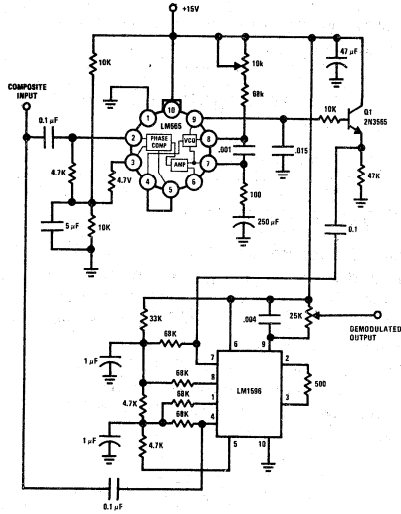 +15V
47 µF
10K
10k
COMPOSITE INPUT
68k
10K
Q1
2N3565
0.1 µF
1
10
9
LM565
2
PHASE COMP
VCO
8
.001
.015
3
AMP
7
4.7K
4.7V
4
5
6
100
47K
5 µF
10K
250 µF
0.1
33K
.004
25K
68K
6
9
GEMODULATED OUTPUT
1 µF
7
2
68K
8
LM1596
500
4.7K
68K
1
68K
3
1 µF
4
4.7K
5
10
0.1 µF